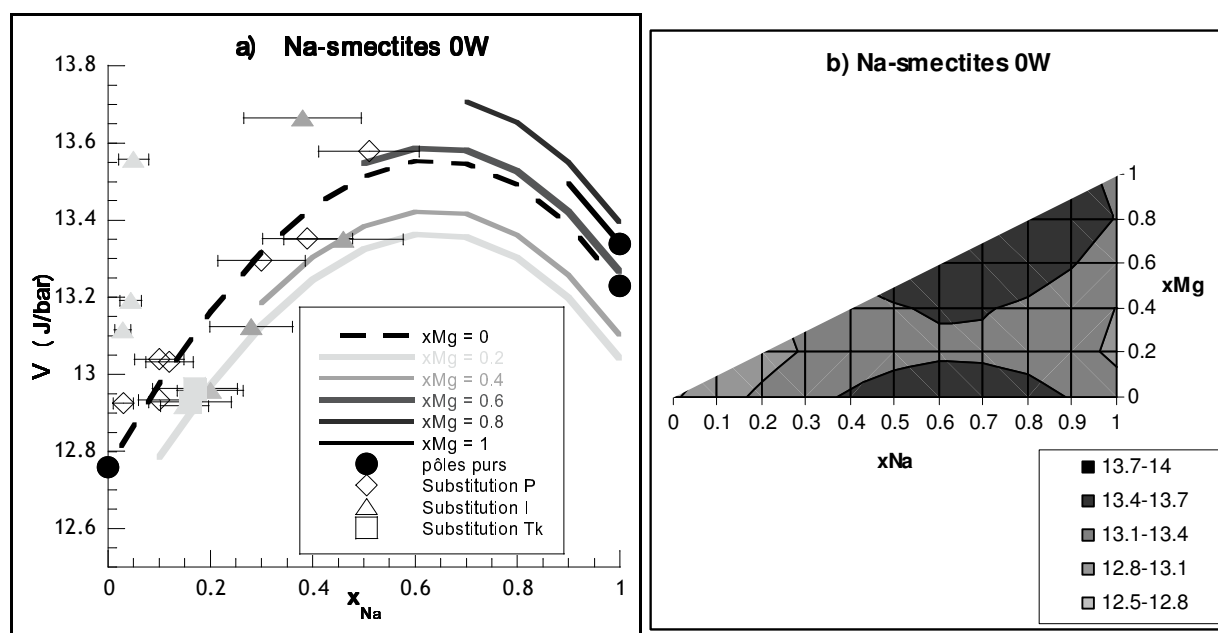 a) Na-smectites 0W
13.8
13.6
13.4
13.2
13
12.8
12.6
V ( J/bar)
0
0.2
0.4
0.6
0.8
1
xNa
xMg = 0
xMg = 0.2
xMg = 0.4
xMg = 0.6
xMg = 0.8
xMg = 1
pôles purs
Substitution P
Substitution I
Substitution Tk
b) Na-smectites 0W
1
0.8
0.6
xMg
0.4
0.2
0
0 0.1 0.2 0.3 0.4 0.5 0.6 0.7 0.8 0.9 1
xNa
13.7-14
13.4-13.7
13.1-13.4
12.8-13.1
12.5-12.8